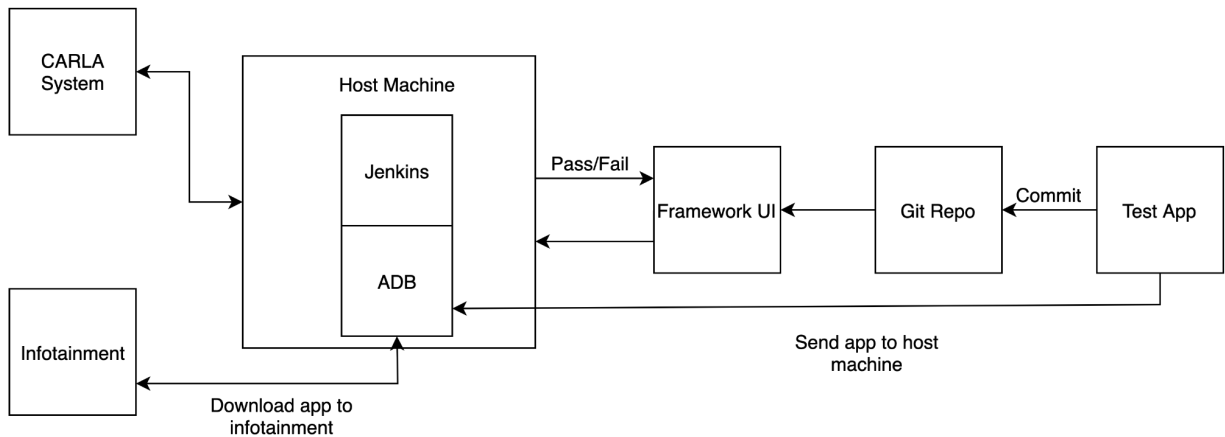 CARLA
System
Host Machine
Jenkins
ADB
Pass/Fail
Framework UI
Git Repo
Commit
Test App
Infotainment
Send app to host
machine
Download app to
infotainment